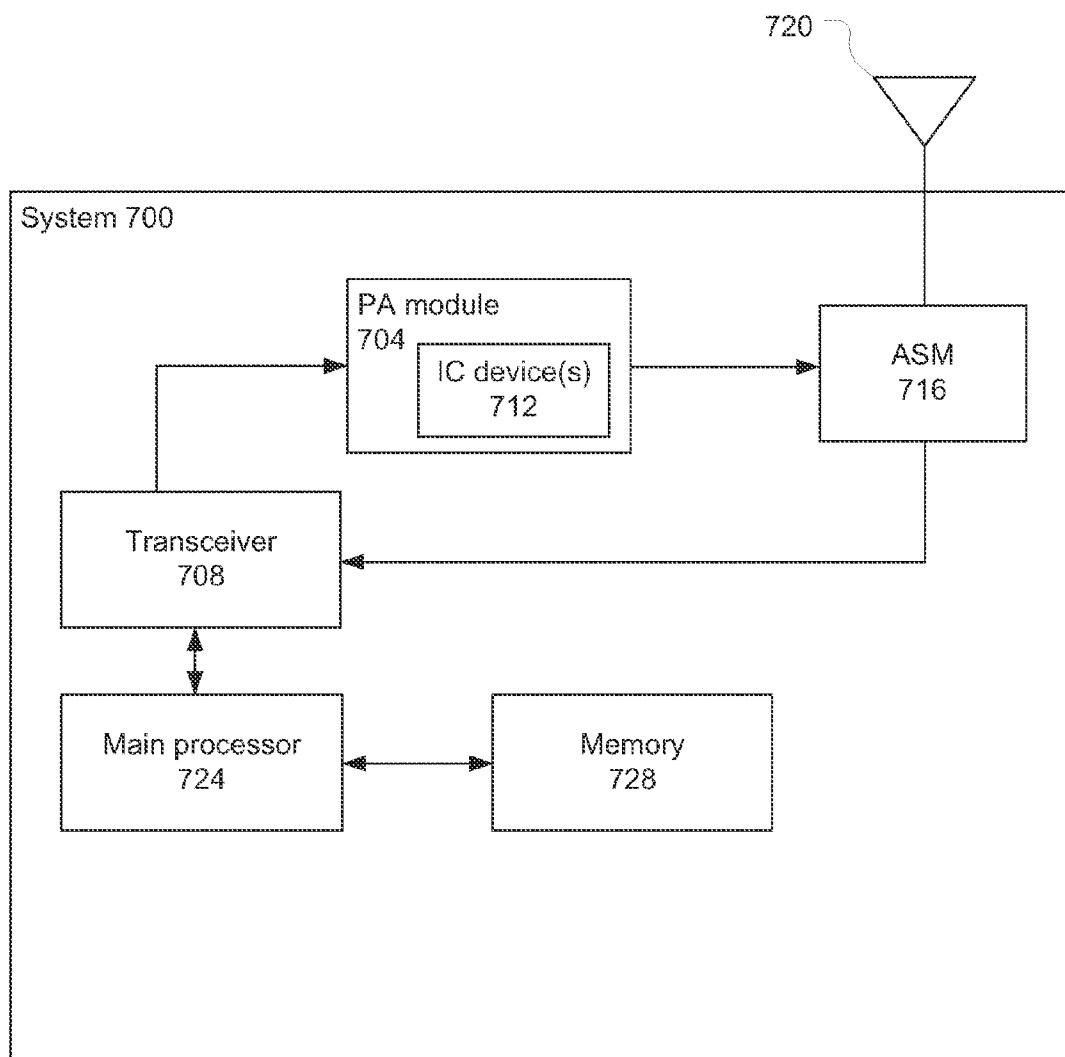 720
System 700
PA module
704
IC device(s)
712
ASM
716
Transceiver
708
Main processor
724
Memory
728